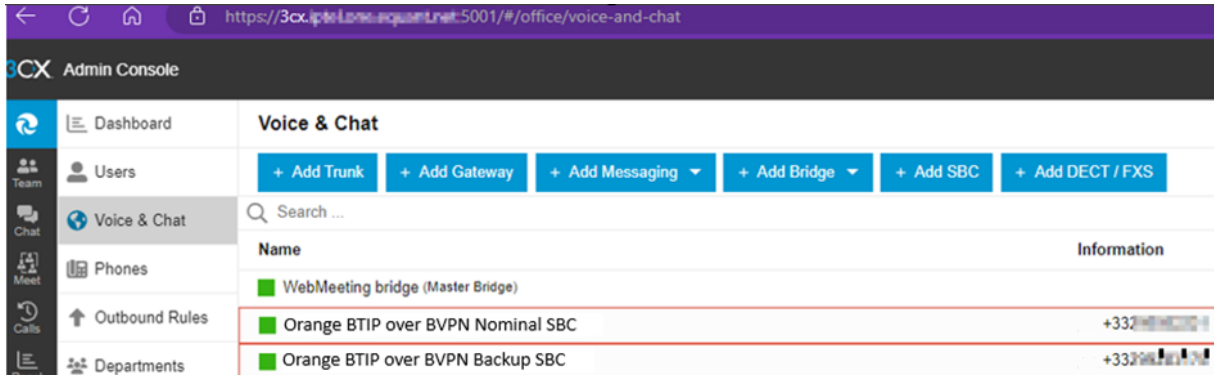 https://3cx.:5001/#/office/voice-and-chat
3CX Admin Console
Dashboard
Voice & Chat
Team
Users
+ Add Trunk + Add Gateway + Add Messaging + Add Bridge + Add SBC + Add DECT / FXS
Chat
Voice & Chat
Search ...
Name Information
Meet
Phones
WebMeeting bridge (Master Bridge)
Calls
Outbound Rules
Orange BTIP over BVPN Nominal SBC +332
Departments
Orange BTIP over BVPN Backup SBC +332